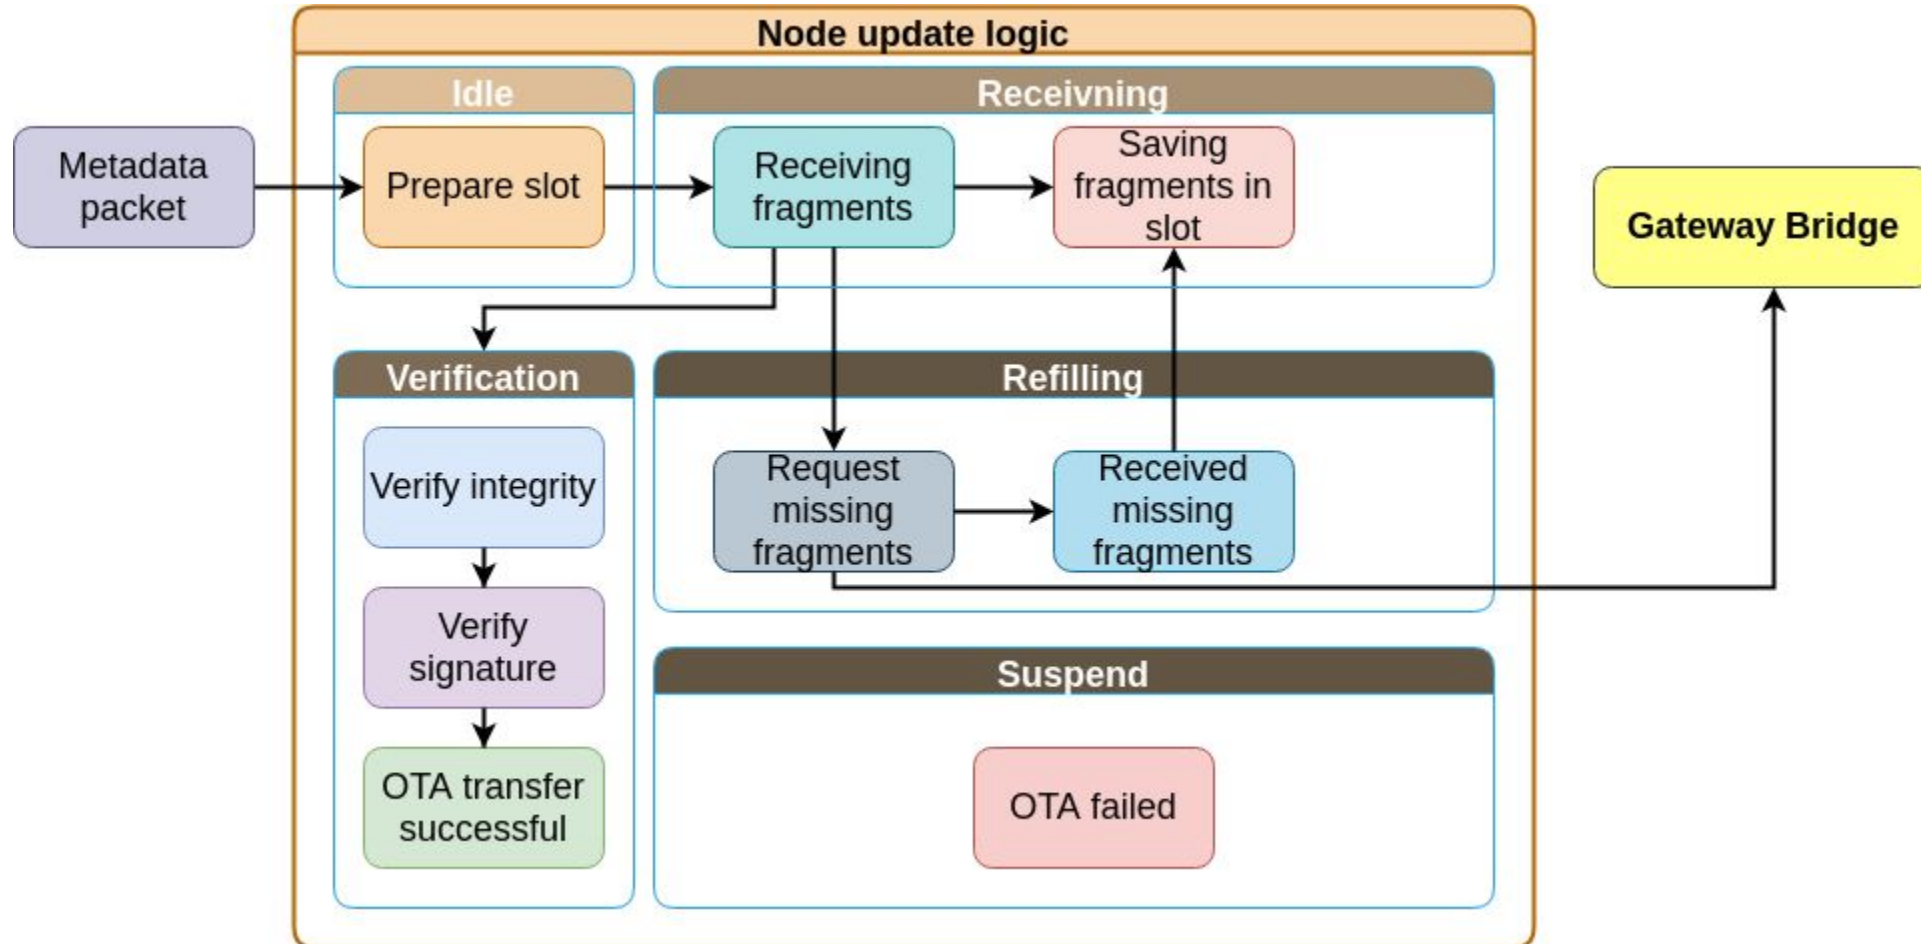 Node update logic
Idle
Receivning
Metadata
packet
Prepare slot
Receiving
fragments
Saving
fragments in
slot
Gateway Bridge
Verification
Refilling
Verify integrity
Request
missing
fragments
Received
missing
fragments
Verify
signature
Suspend
OTA transfer
successful
OTA failed